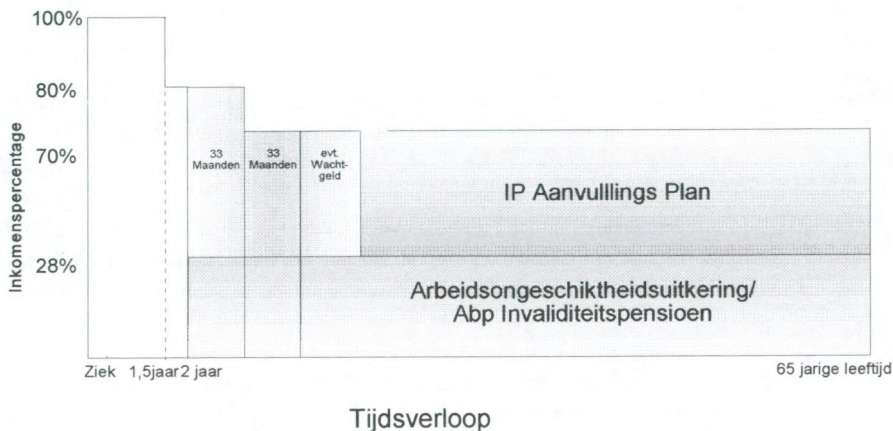 100%
80%
70%
28%
Inkomenspercentage
33
Maanden
33
Maanden
evt.
Wacht-
geld
IP Aanvulllings Plan
Arbeidsongeschiktheidsuitkering/
Abp Invaliditeitspensioen
Ziek 1,5jaar 2 jaar 65 jarige leeftijd
Tijdsverloop